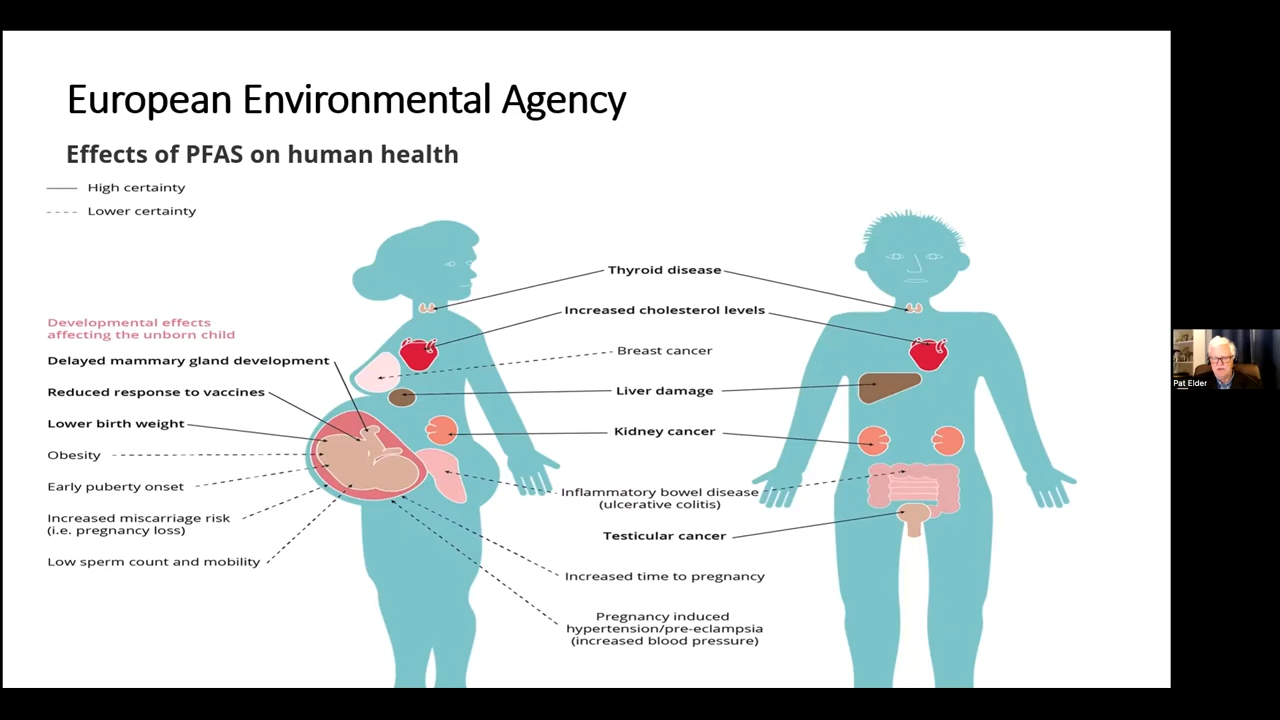 European Environmental Agency
Effects of PFAS on human health
High certainty
Lower certainty
Developmental effects
affecting the unborn child
Delayed mammary gland development
Reduced response to vaccines
Lower birth weight
Obesity
Early puberty onset
Increased miscarriage risk
(i.e. pregnancy loss)
Low sperm count and mobility
Thyroid disease
Increased cholesterol levels
Breast cancer
Liver damage
Kidney cancer
Inflammatory bowel disease
(ulcerative colitis)
Testicular cancer
Increased time to pregnancy
Pregnancy induced
hypertension/pre-eclampsia
(increased blood pressure)
Pat Elder